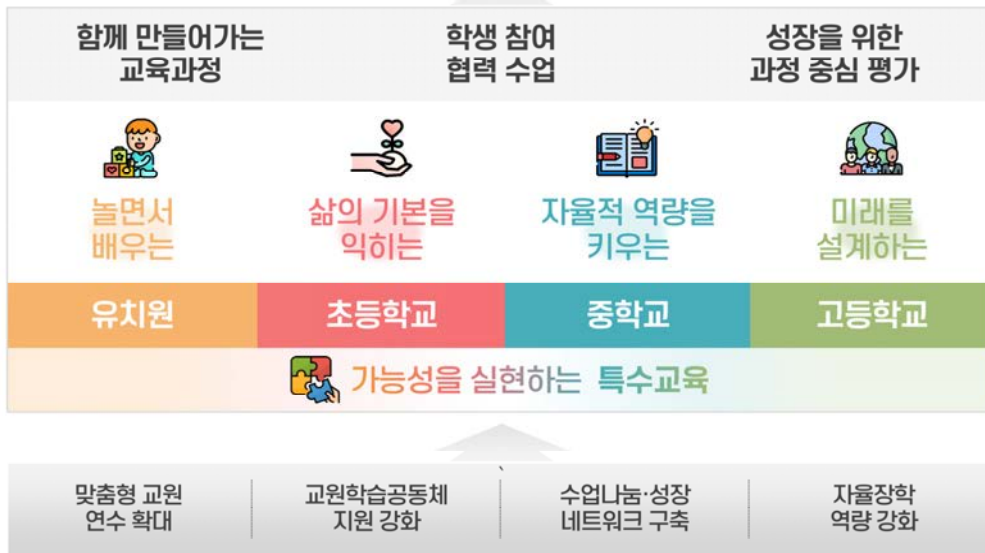 함께 만들어가는
교육과정
학생 참여
협력 수업
성장을 위한
과정 중심 평가
놀면서
배우는
삶의 기본을
익히는
자율적 역량을
키우는
미래를
설계하는
유치원
초등학교
중학교
고등학교
가능성을 실현하는 특수교육
맞춤형 교원
연수 확대
교원학습공동체
지원 강화
수업나눔·성장
네트워크 구축
자율장학
역량 강화